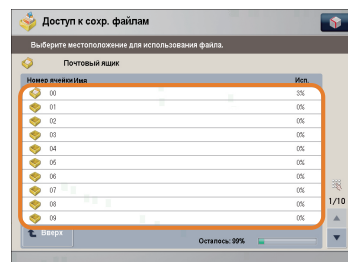 Доступ к сохр. файлам
Выберите местоположение для использования файла.
Почтовый ящик
Номер ячейки Имя Исп.
00 3%
01 0%
02 0%
03 0%
04 0%
05 0%
06 0%
07 0%
08 0%
09 0%
1/10
Вверх
Осталось: 99%